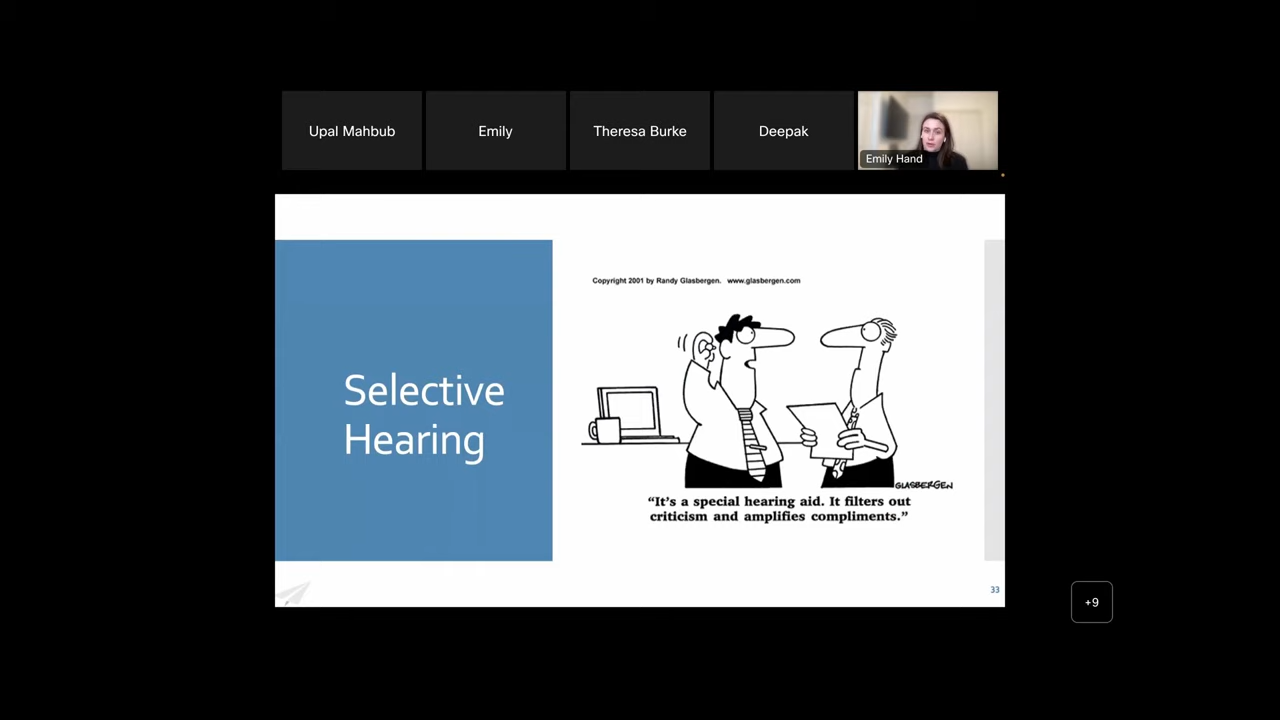 Upal Mahbub
Emily
Theresa Burke
Deepak
Emily Hand
Copyright 2001 by Randy Glasbergen. www.glasbergen.com
Selective
Hearing
GLASBERGEN
“It’s a special hearing aid. It filters out
criticism and amplifies compliments.”
33
+9